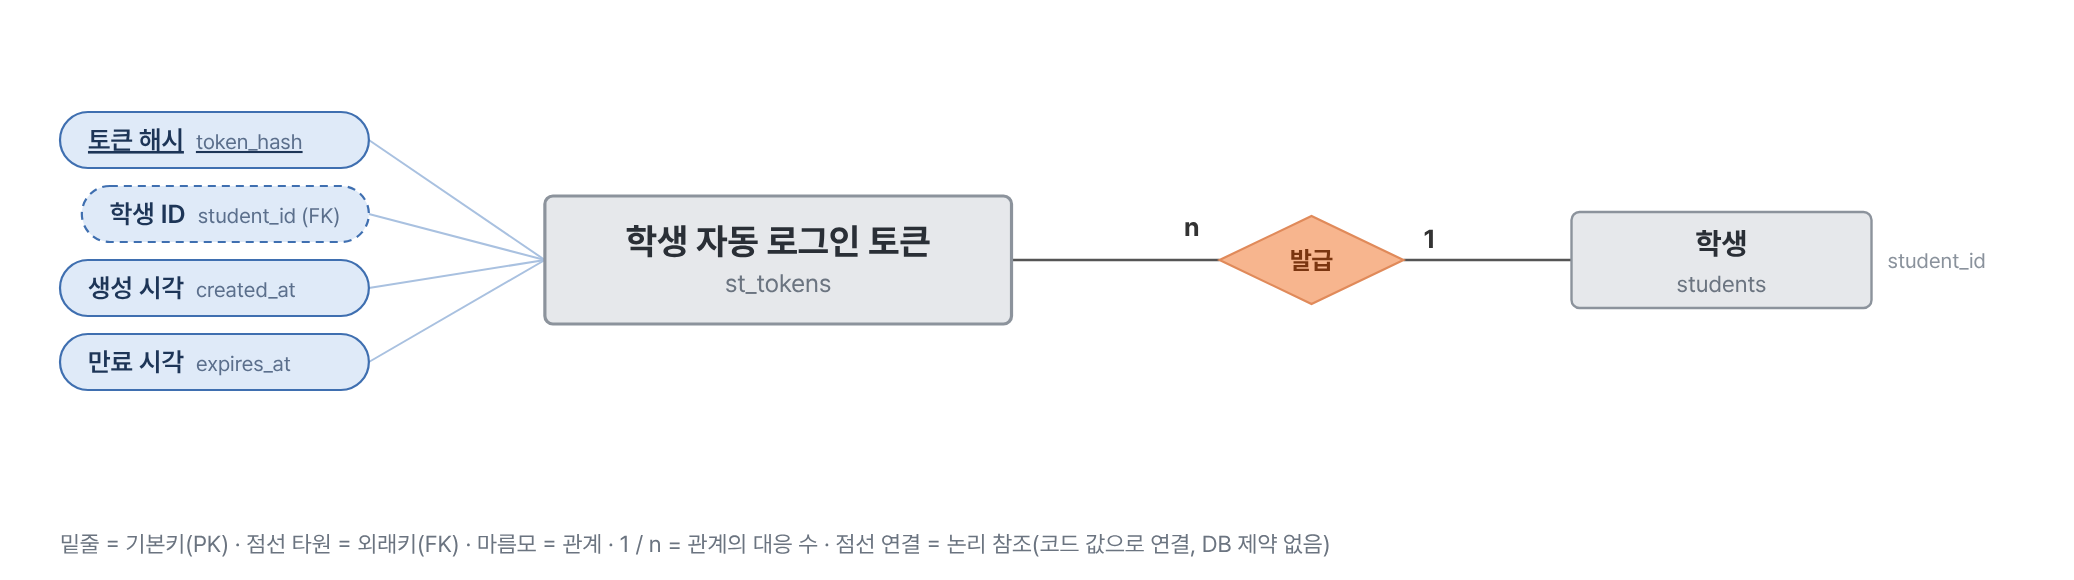 토큰 해시 token_hash
학생 ID student_id (FK)
생성 시각 created_at
만료 시각 expires_at
학생 자동 로그인 토큰
st_tokens
n
발급
1
학생
students
student_id
밑줄 = 기본키(PK) · 점선 타원 = 외래키(FK) · 마름모 = 관계 · 1 / n = 관계의 대응 수 · 점선 연결 = 논리 참조(코드 값으로 연결, DB 제약 없음)